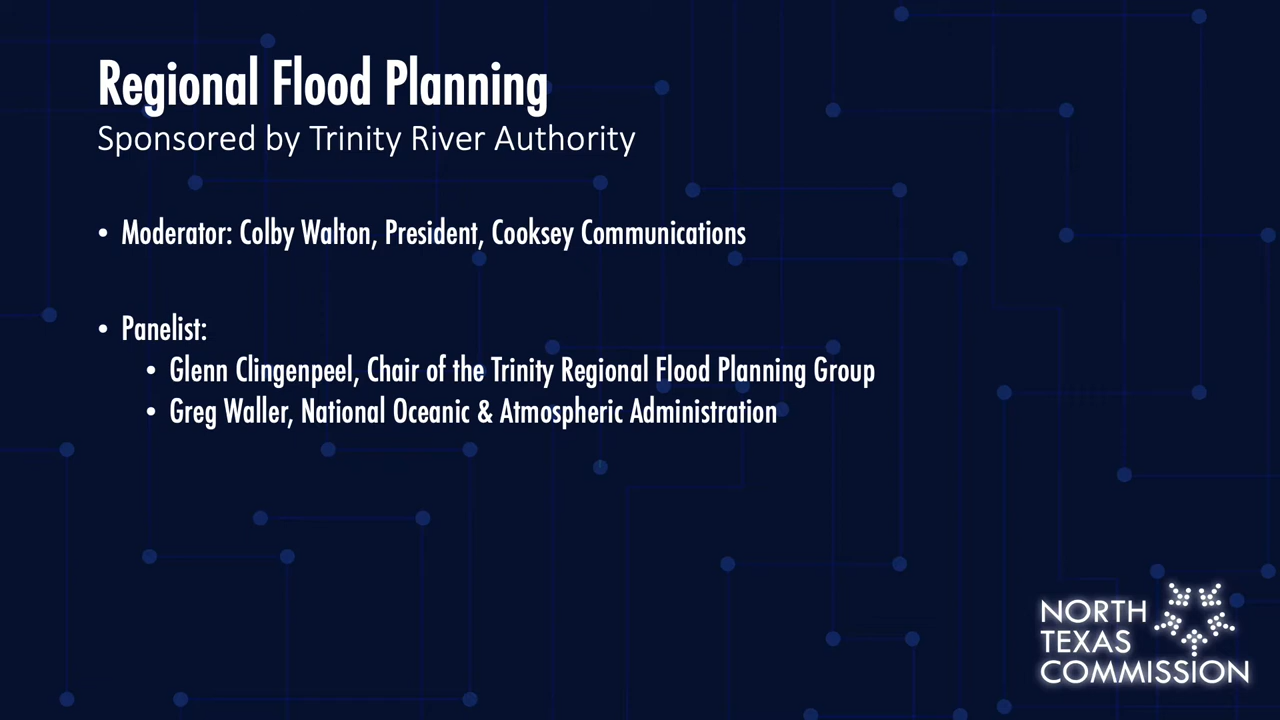 Regional Flood Planning
Sponsored by Trinity River Authority
• Moderator: Colby Walton, President, Cooksey Communications
• Panelist:
• Glenn Clingenpeel, Chair of the Trinity Regional Flood Planning Group
• Greg Waller, National Oceanic & Atmospheric Administration
NORTH
TEXAS
COMMISSION